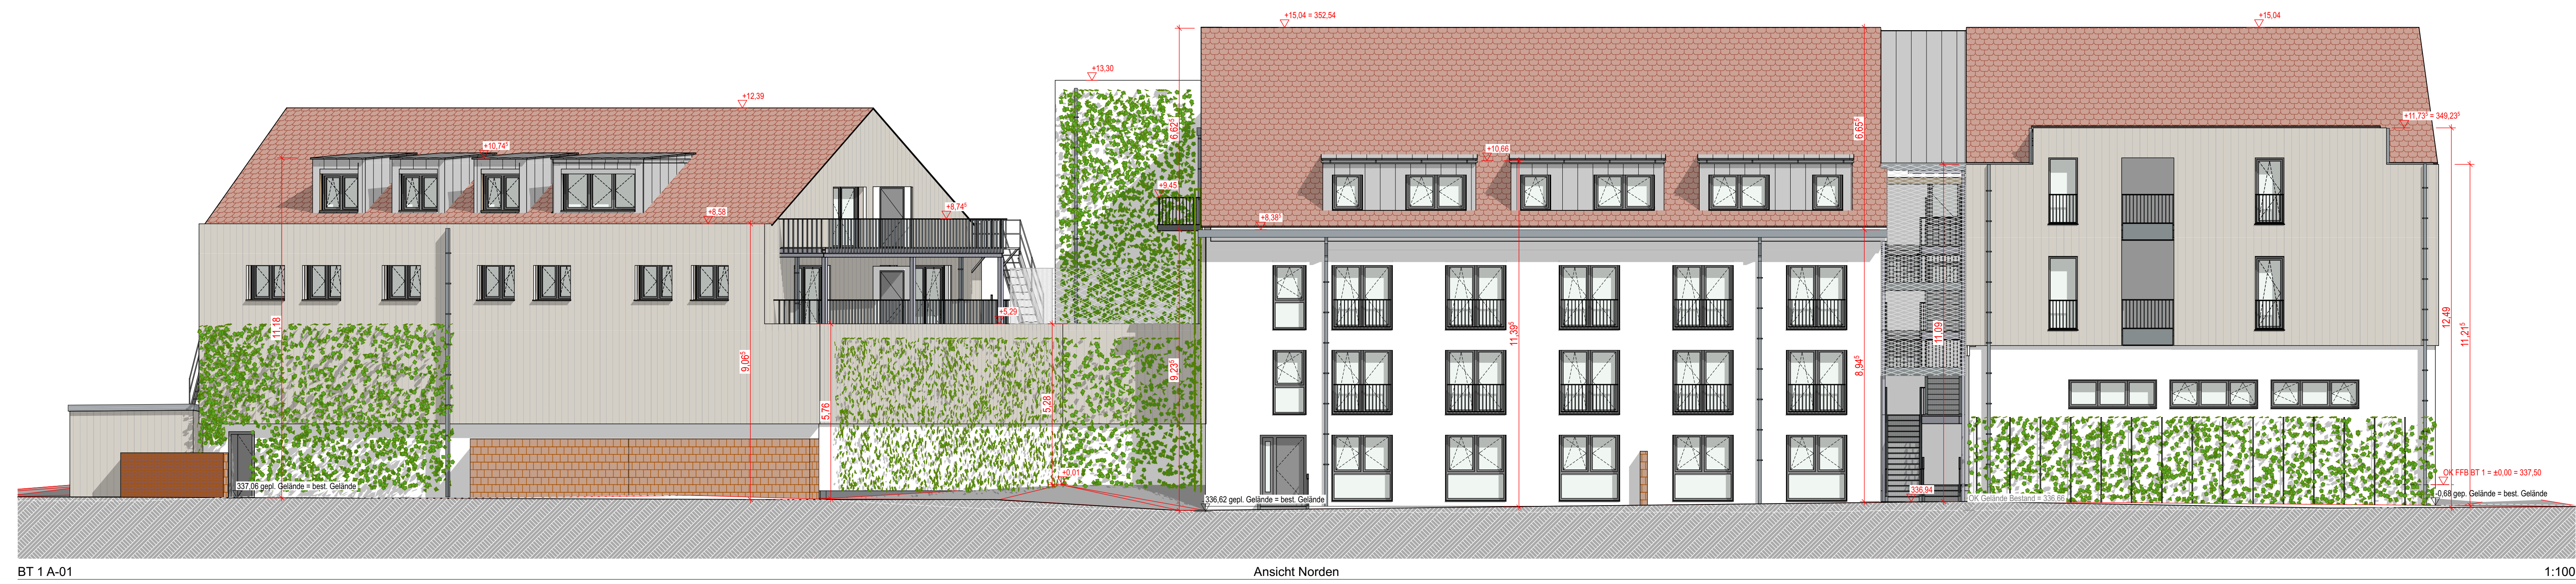 +15,04 = 352,54
+15,04
+13,30
+12,39
+11,73⁵ = 349,23⁵
6,62⁵
6,65⁵
+10,74⁵
+10,66
+9,45
+8,74⁵
+8,58
+8,38⁵
+5,29
11,18
9,06⁵
5,76
5,28
9,23⁵
11,39⁵
8,94⁵
11,09
12,49
11,21⁵
+0,01
OK FFB BT 1 = ±0,00 = 337,50
337,06 gepl. Gelände = best. Gelände
336,62 gepl. Gelände = best. Gelände
336,94
OK Gelände Bestand = 336,66
-0,68 gep. Gelände = best. Gelände
BT 1 A-01
Ansicht Norden
1:100